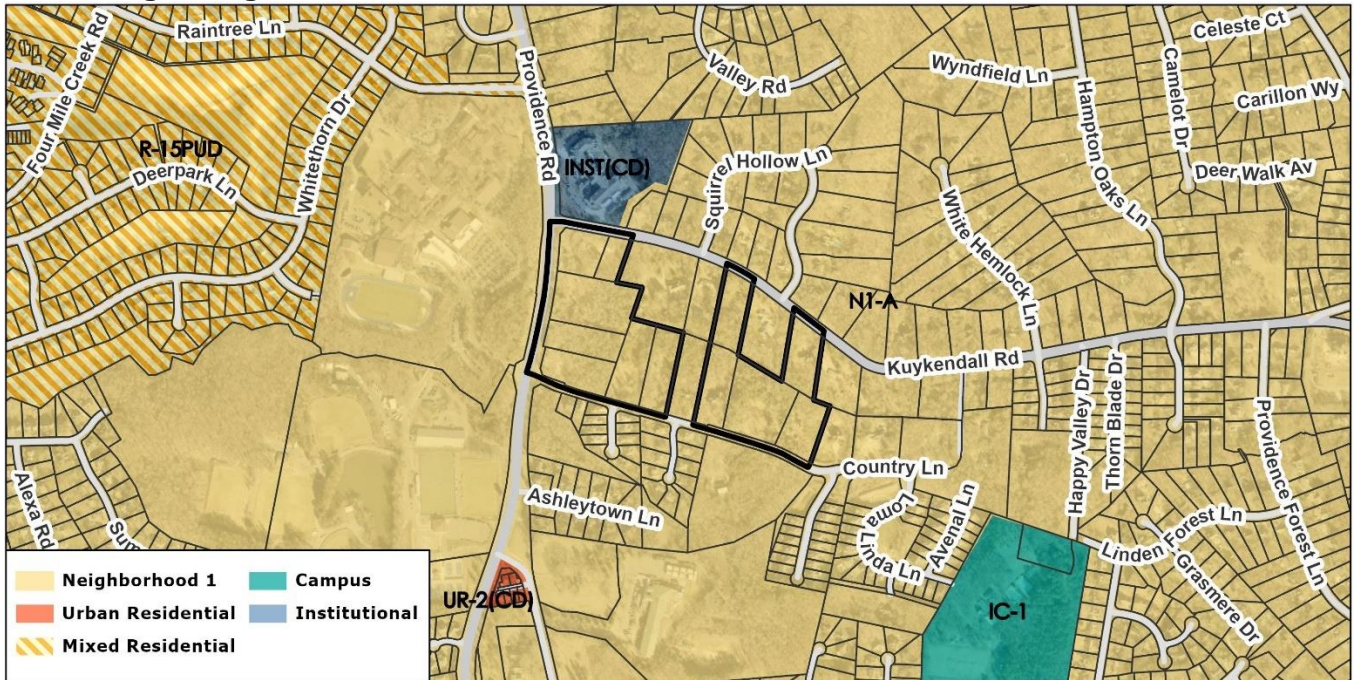 Raintree Ln
Four Mile Creek Rd
Whitethorn Dr
R-15PUD
Deerpark Ln
Providence Rd
Valley Rd
INST(CD)
Squirrel Hollow Ln
Wyndfield Ln
Celeste Ct
Camelot Dr
Carillon Wy
Hampton Oaks Ln
Deer Walk Av
White Hemlock Ln
N1-A
Kuykendall Rd
Happy Valley Dr
Thorn Blade Dr
Providence Forest Ln
Country Ln
Ashleytown Ln
Loma Linda Ln
Avenal Ln
Linden Forest Ln
Grasmere Dr
Alexa Rd
UR-2(CD)
IC-1
Neighborhood 1
Campus
Urban Residential
Institutional
Mixed Residential